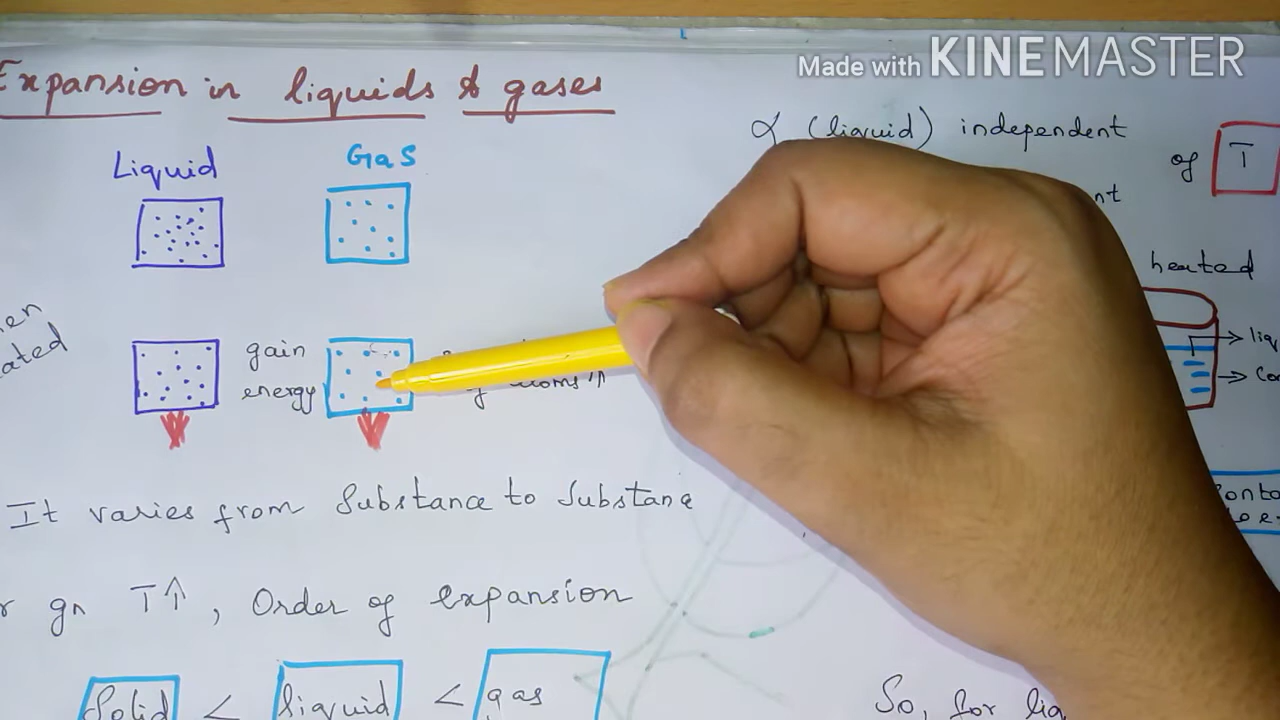 Made with KINEMASTER
Expansion in liquids & gases
Liquid
Gas
α (liquid) independent
of T
heated
gain
energy
It varies from Substance to Substanc
gn T↑, Order of expansion
Solid < liquid < gas
So, for